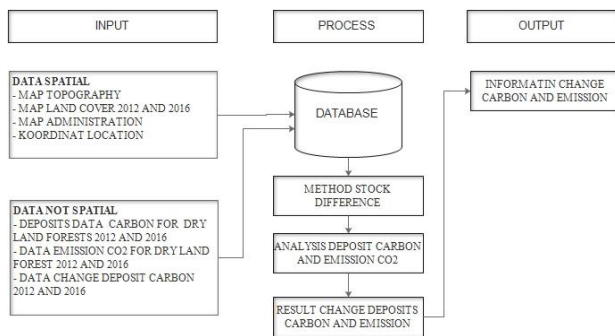 INPUT
PROCESS
OUTPUT
DATA SPATIAL
- MAP TOPOGRAPHY
- MAP LAND COVER 2012 AND 2016
- MAP ADMINISTRATION
- KOORDINAT LOCATION
DATA NOT SPATIAL
- DEPOSITS DATA CARBON FOR DRY
LAND FORESTS 2012 AND 2016
- DATA EMISSION CO2 FOR DRY LAND
FOREST 2012 AND 2016
- DATA CHANGE DEPOSIT CARBON
2012 AND 2016
DATABASE
METHOD STOCK
DIFFERENCE
ANALYSIS DEPOSIT CARBON
AND EMISSION CO2
RESULT CHANGE DEPOSITS
CARBON AND EMISSION
INFORMATIN CHANGE
CARBON AND EMISSION